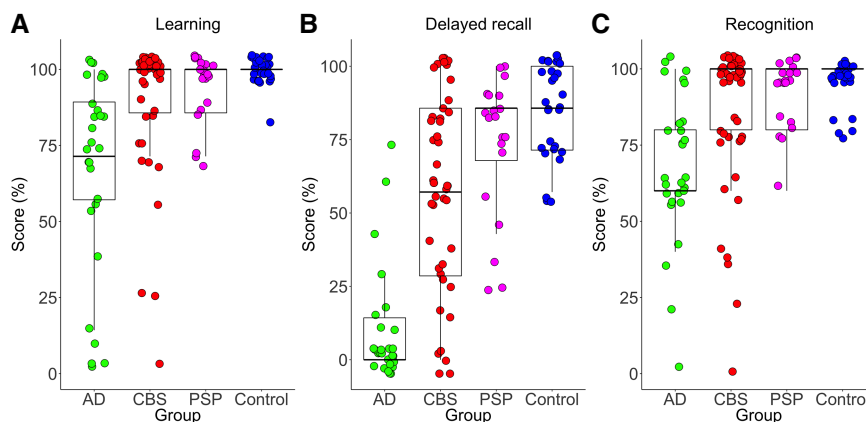 A Learning
Score (%)
100
75
50
25
0
AD CBS PSP Control
Group
B Delayed recall
Score (%)
100
75
50
25
0
AD CBS PSP Control
Group
C Recognition
Score (%)
100
75
50
25
0
AD CBS PSP Contro
Group